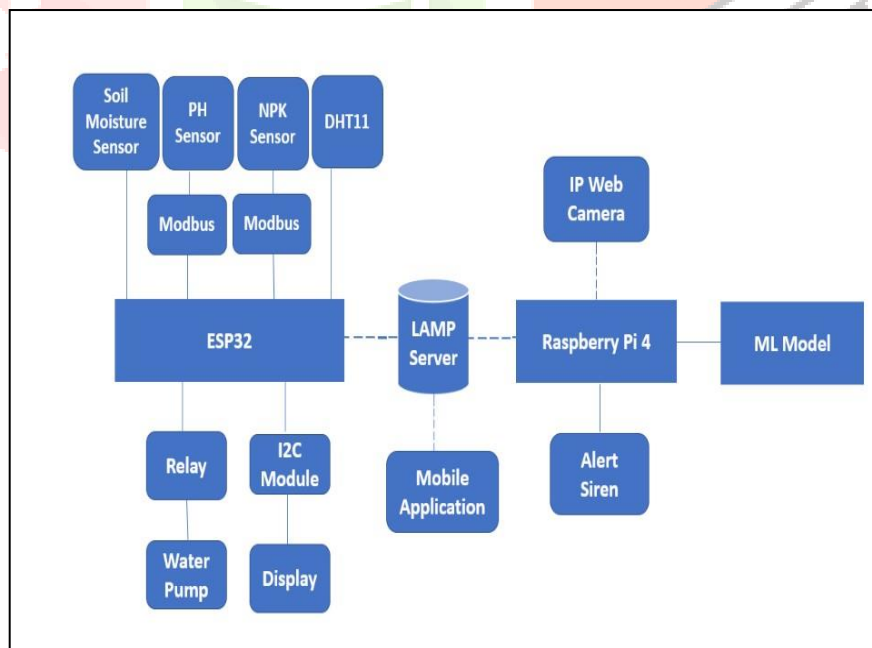 Soil
Moisture
Sensor
PH
Sensor
NPK
Sensor
DHT11
Modbus
Modbus
IP Web
Camera
ESP32
LAMP
Server
Raspberry Pi 4
ML Model
Relay
I2C
Module
Mobile
Application
Alert
Siren
Water
Pump
Display